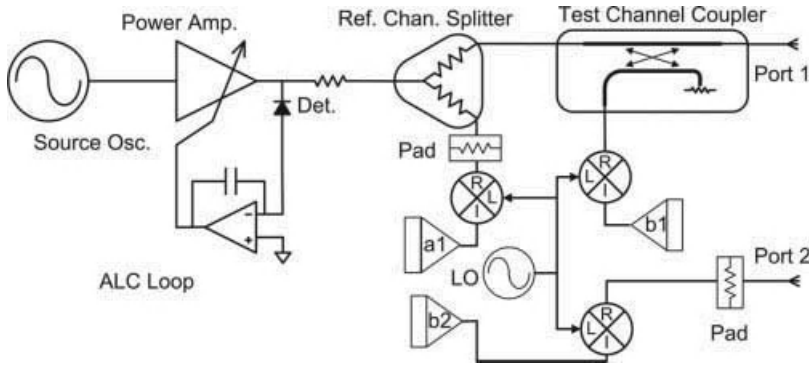 Power Amp.
Ref. Chan. Splitter
Test Channel Coupler
Port 1
Det.
Source Osc.
Pad
R
L
I
L
R
I
a1
b1
-
+
ALC Loop
LO
Port 2
b2
R
L
I
Pad